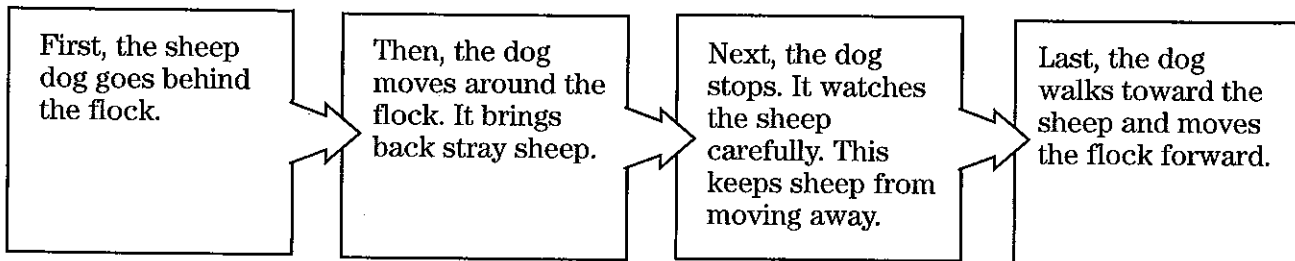 First, the sheep
dog goes behind
the flock.
Then, the dog
moves around the
flock. It brings
back stray sheep.
Next, the dog
stops. It watches
the sheep
carefully. This
keeps sheep from
moving away.
Last, the dog
walks toward the
sheep and moves
the flock forward.